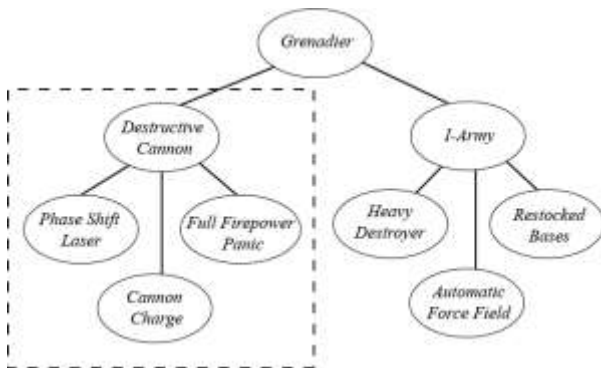 Grenadier
Destructive
Cannon
I-Army
Phase Shift
Laser
Full Firepower
Panic
Heavy
Destroyer
Restocked
Bases
Cannon
Charge
Automatic
Force Field